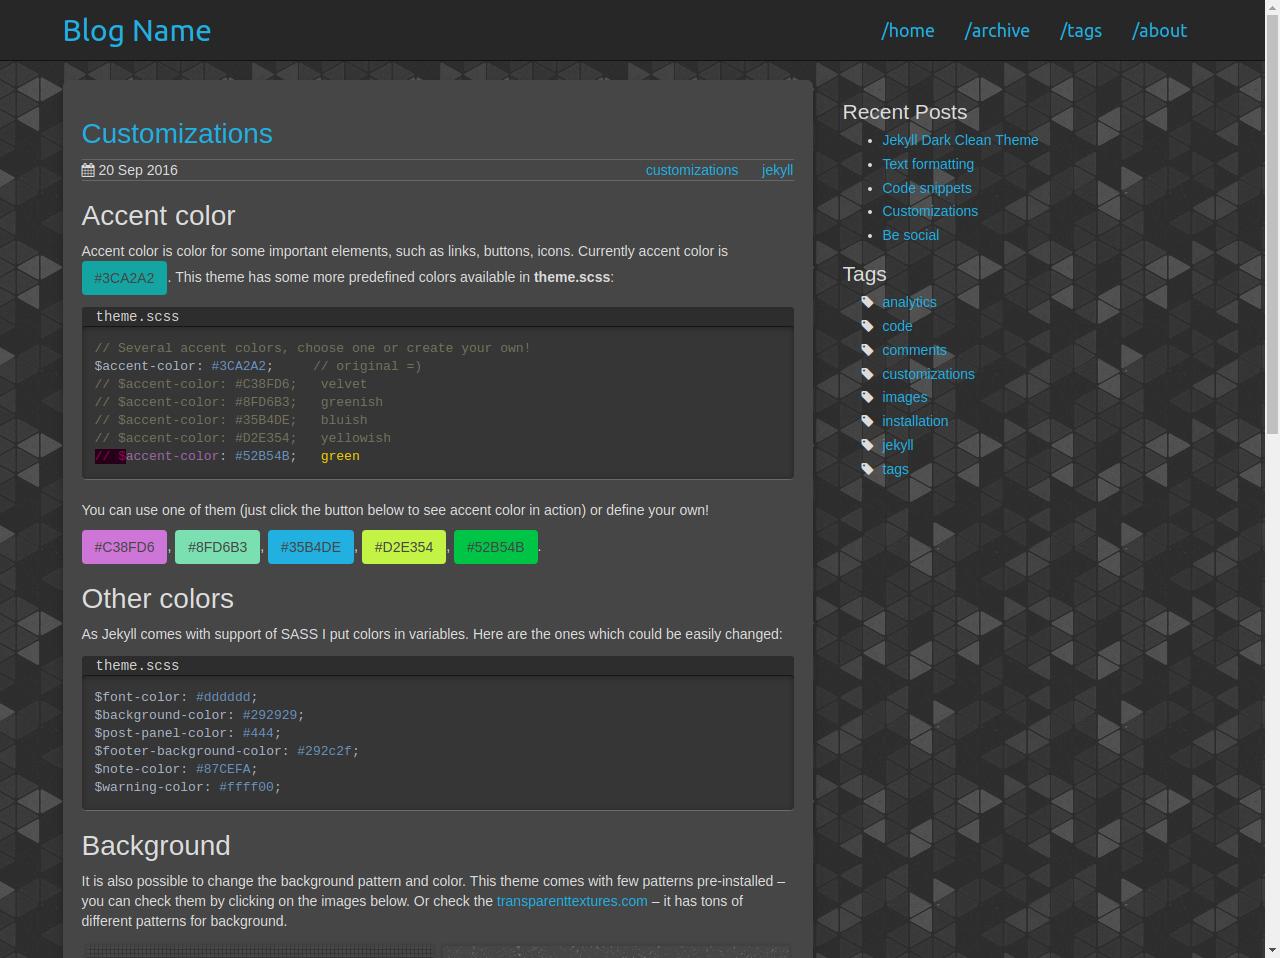 Blog Name
/home /archive /tags /about
Customizations
20 Sep 2016 customizations jekyll
Accent color
Accent color is color for some important elements, such as links, buttons, icons. Currently accent color is
#3CA2A2. This theme has some more predefined colors available in theme.scss:
theme.scss
// Several accent colors, choose one or create your own!
$accent-color: #3CA2A2; // original =)
// $accent-color: #C38FD6; velvet
// $accent-color: #8FD6B3; greenish
// $accent-color: #35B4DE; bluish
// $accent-color: #D2E354; yellowish
// $accent-color: #52B54B; green
You can use one of them (just click the button below to see accent color in action) or define your own!
#C38FD6, #8FD6B3, #35B4DE, #D2E354, #52B54B.
Other colors
As Jekyll comes with support of SASS I put colors in variables. Here are the ones which could be easily changed:
theme.scss
$font-color: #dddddd;
$background-color: #292929;
$post-panel-color: #444;
$footer-background-color: #292c2f;
$note-color: #87CEFA;
$warning-color: #ffff00;
Background
It is also possible to change the background pattern and color. This theme comes with few patterns pre-installed –
you can check them by clicking on the images below. Or check the transparenttextures.com – it has tons of
different patterns for background.
Recent Posts
Jekyll Dark Clean Theme
Text formatting
Code snippets
Customizations
Be social
Tags
analytics
code
comments
customizations
images
installation
jekyll
tags